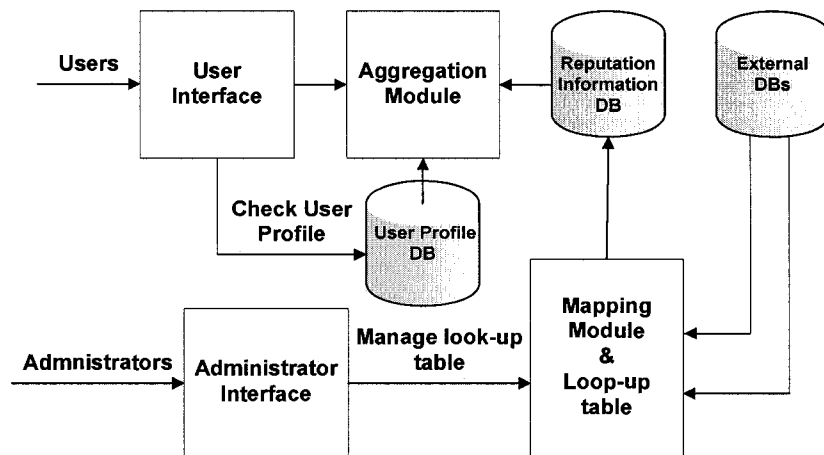 Users
User
Interface
Aggregation
Module
Reputation
Information
DB
External
DBs
Check User
Profile
User Profile
DB
Admnistrators
Administrator
Interface
Manage look-up
table
Mapping
Module
&
Loop-up
table